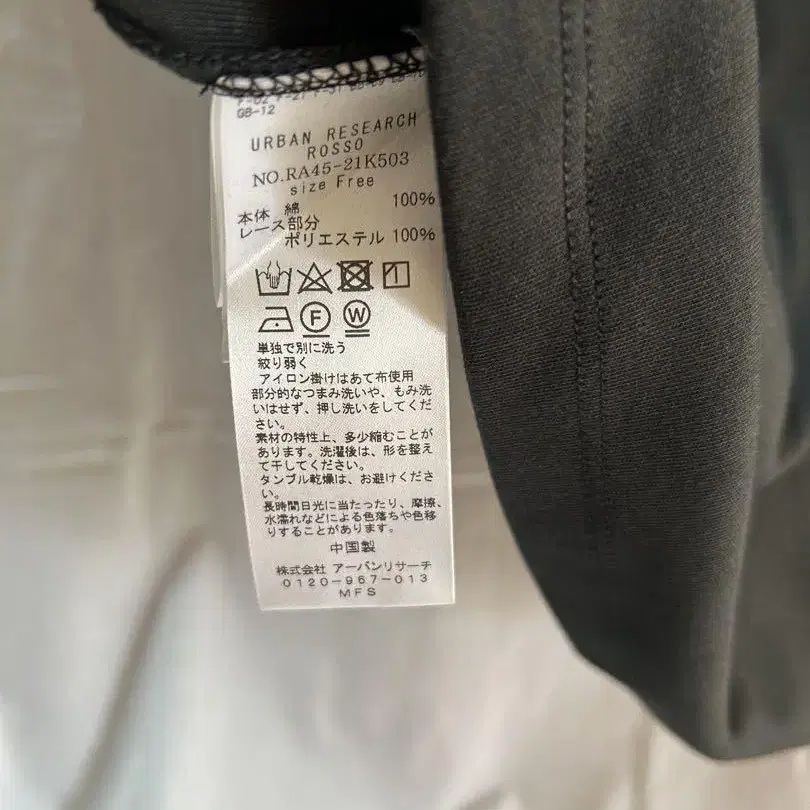 GB-12
URBAN RESEARCH
ROSSO
NO.RA45-21K503
size Free
本体 綿 100%
レース部分
ポリエステル 100%
F W
単独で別に洗う
絞り弱く
アイロン掛けはあて布使用
部分的なつまみ洗いや、もみ洗
いはせず、押し洗いをしてくだ
さい。
素材の特性上、多少縮むことが
あります。洗濯後は、形を整え
て干してください。
タンブル乾燥は、お避けくださ
い。
長時間日光に当たったり、摩擦、
水濡れなどによる色落ちや色移
りすることがあります。
中国製
株式会社 アーバンリサーチ
0120-967-013
MFS